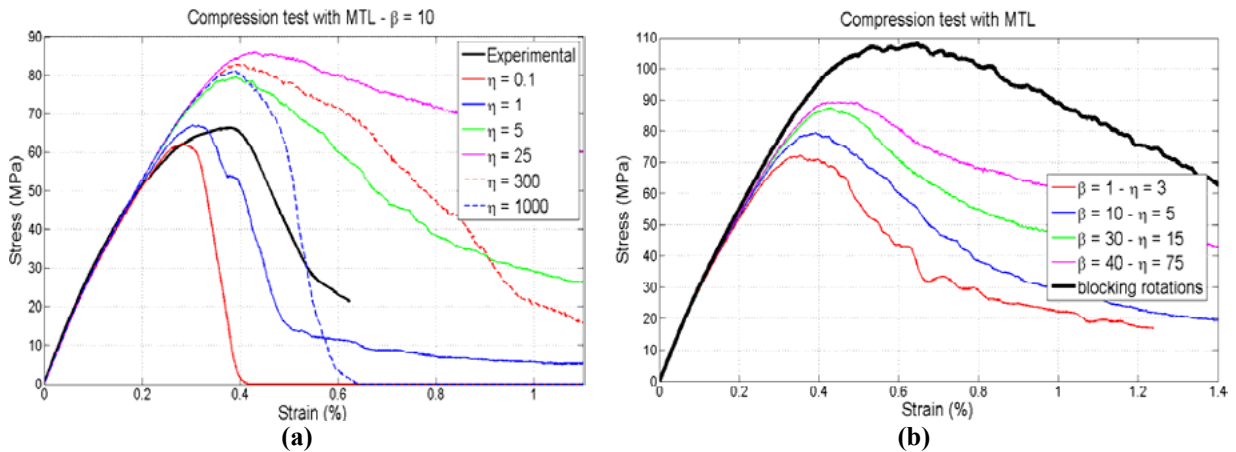 Compression test with MTL - β = 10
90
80
70
60
50
40
30
20
10
0
Stress (MPa)
0
0.2
0.4
0.6
0.8
1
Strain (%)
Experimental
η = 0.1
η = 1
η = 5
η = 25
η = 300
η = 1000
(a)
Compression test with MTL
110
100
90
80
70
60
50
40
30
20
10
0
Stress (MPa)
0
0.2
0.4
0.6
0.8
1
1.2
1.4
Strain (%)
β = 1 - η = 3
β = 10 - η = 5
β = 30 - η = 15
β = 40 - η = 75
blocking rotations
(b)